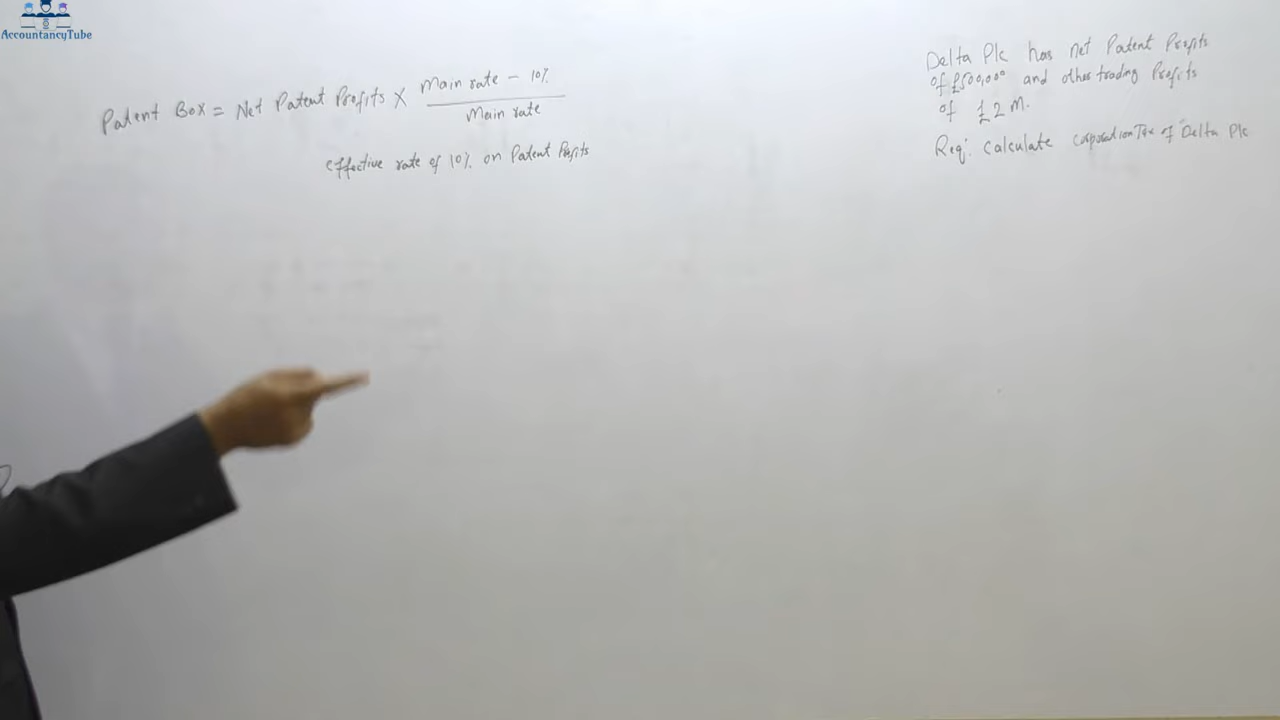 AccountancyTube
Patent Box = Net Patent Profits X Main rate - 10%
Main rate
Effective rate of 10% on Patent Profits
Delta Plc has net Patent Profits
of £500,000 and other trading Profits
of £2m.
Req: Calculate corporation Tax of Delta Plc